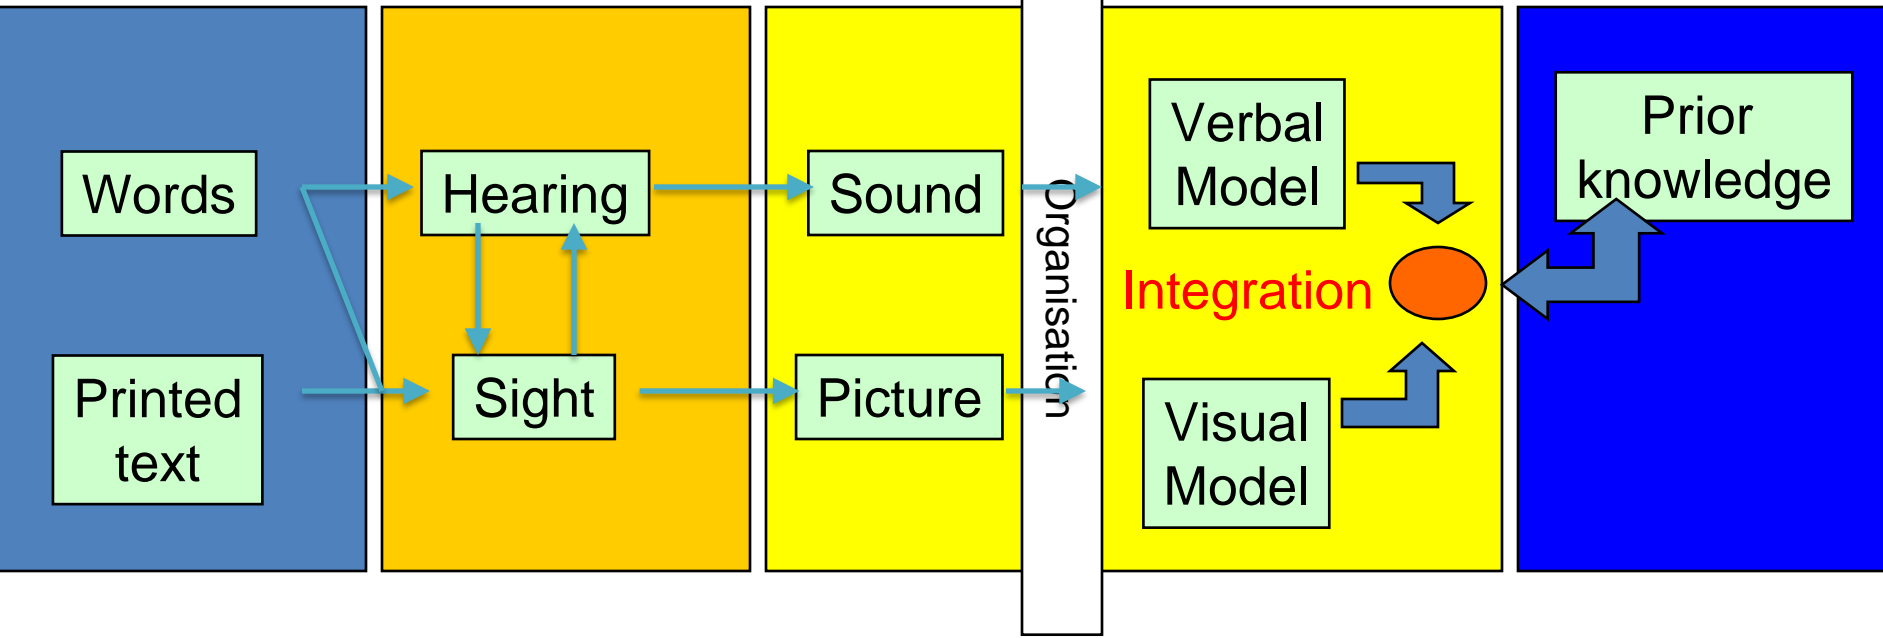 Words
Printed
text
Hearing
Sight
Sound
Picture
Organisation
Verbal
Model
Integration
Visual
Model
Prior
knowledge